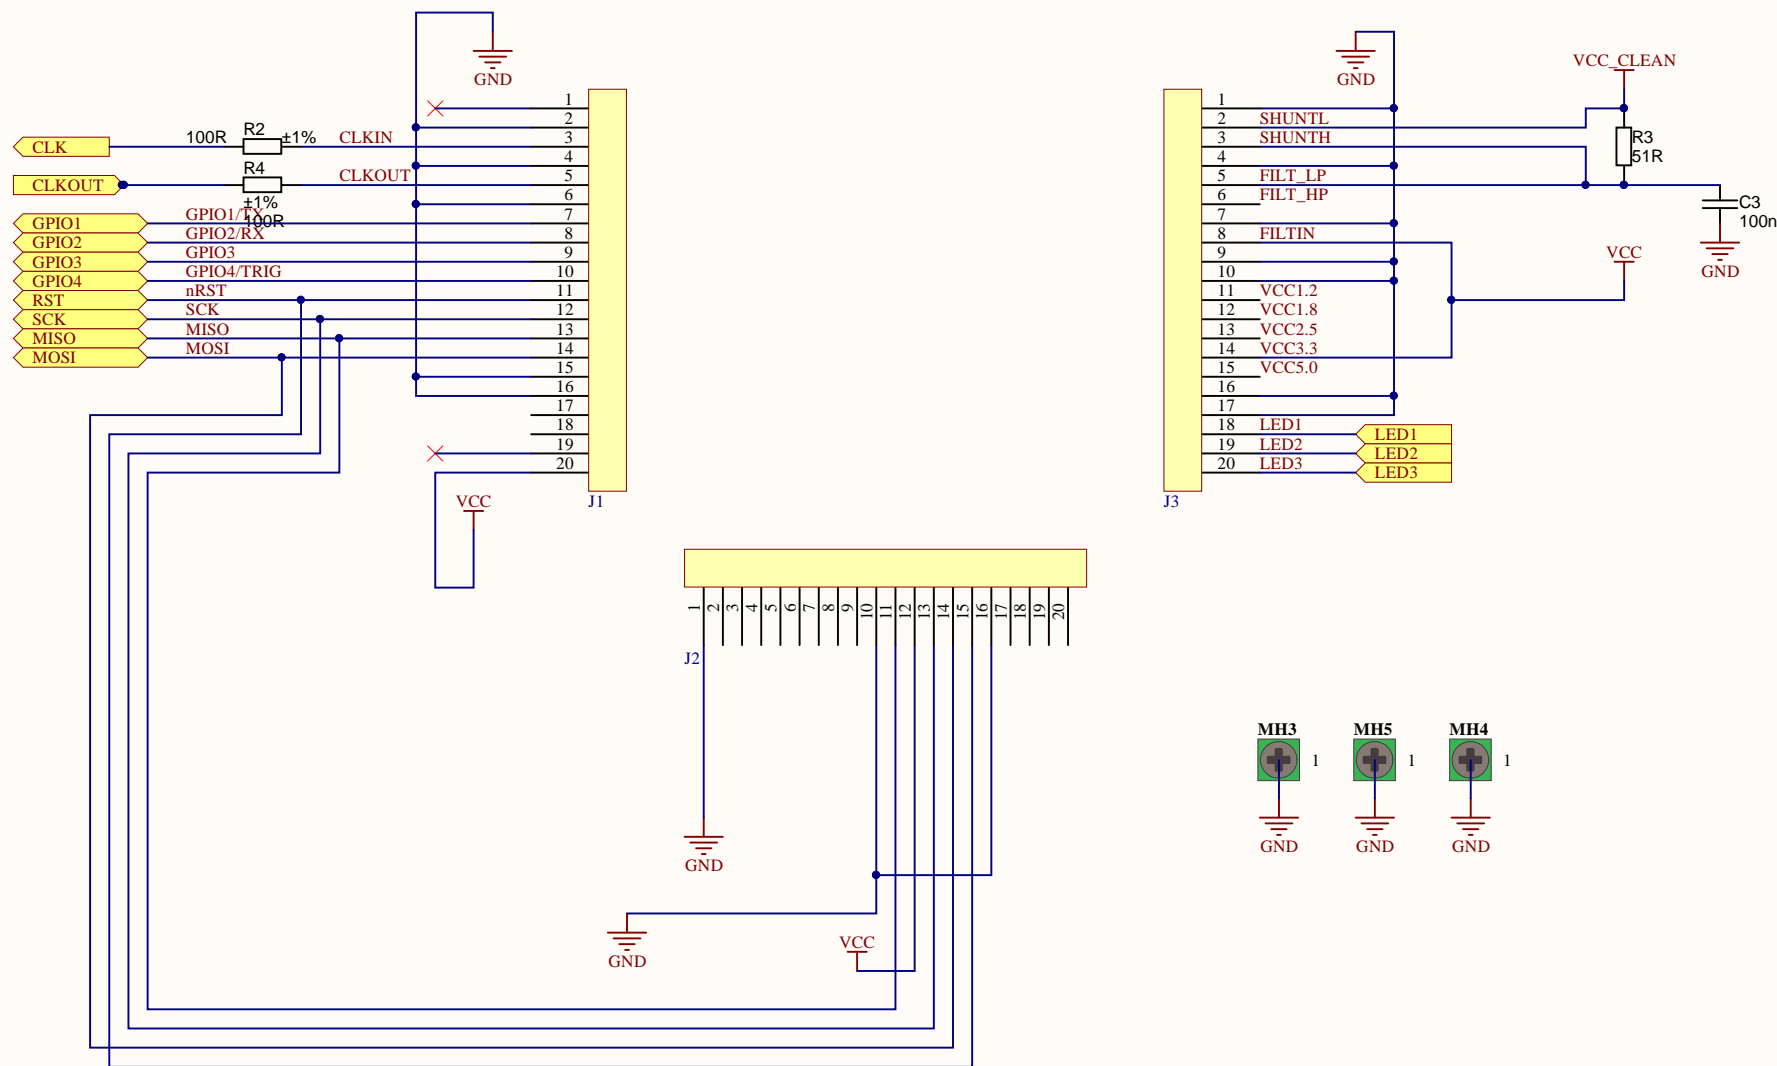 GND
1
2
3
4
5
6
7
8
9
10
11
12
13
14
15
16
17
18
19
20
J1
CLK
100R
R2
±1%
CLKIN
CLKOUT
R4
±1%
100R
CLKOUT
GPIO1
GPIO1/TX
GPIO2
GPIO2/RX
GPIO3
GPIO3
GPIO4
GPIO4/TRIG
RST
nRST
SCK
SCK
MISO
MISO
MOSI
MOSI
VCC
GND
1
2
3
4
5
6
7
8
9
10
11
12
13
14
15
16
17
18
19
20
J3
SHUNTL
SHUNTH
FILT_LP
FILT_HP
FILTIN
VCC1.2
VCC1.8
VCC2.5
VCC3.3
VCC5.0
LED1
LED2
LED3
LED1
LED2
LED3
VCC_CLEAN
R3
51R
C3
100n
GND
VCC
1
2
3
4
5
6
7
8
9
10
11
12
13
14
15
16
17
18
19
20
J2
GND
GND
VCC
MH3
1
GND
MH5
1
GND
MH4
1
GND